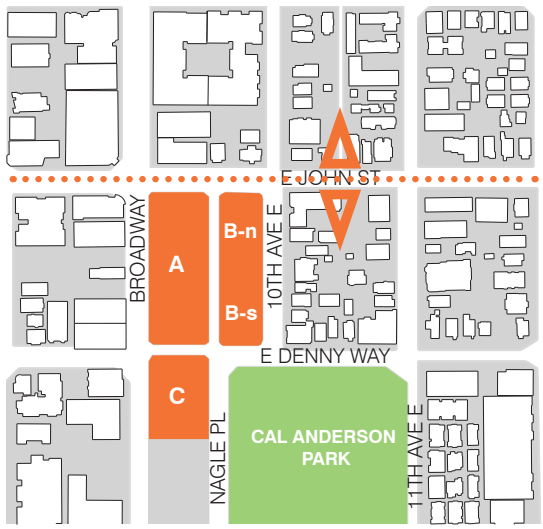 E JOHN ST
BROADWAY
A
B-n
B-s
10TH AVE E
E DENNY WAY
C
NAGLE PL
CAL ANDERSON
PARK
11TH AVE E